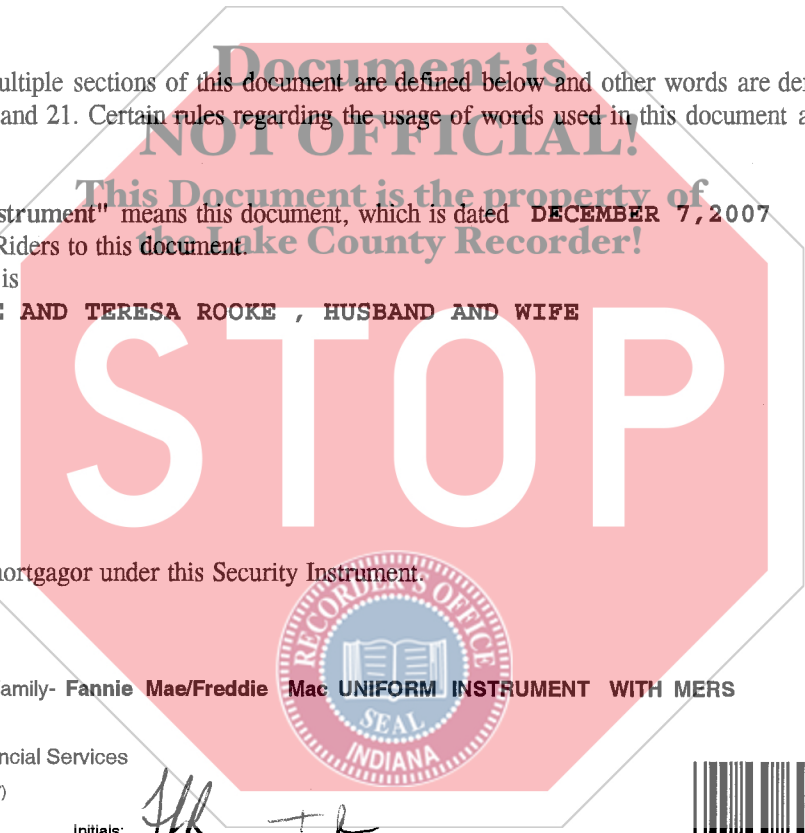 Document is
ultiple sections of this document are defined below and other words are de
and 21. Certain rules regarding the usage of words used in this document a
NOT OFFICIAL!
This Document is the property of
strument" means this document, which is dated DECEMBER 7,2007
Riders to this document.
the Lake County Recorder!
is
AND TERESA ROOKE , HUSBAND AND WIFE
STOP
ortgagor under this Security Instrument.
RECORDER'S OFFICE
SEAL
INDIANA
amily- Fannie Mae/Freddie Mac UNIFORM INSTRUMENT WITH MERS
ncial Services
Initials: